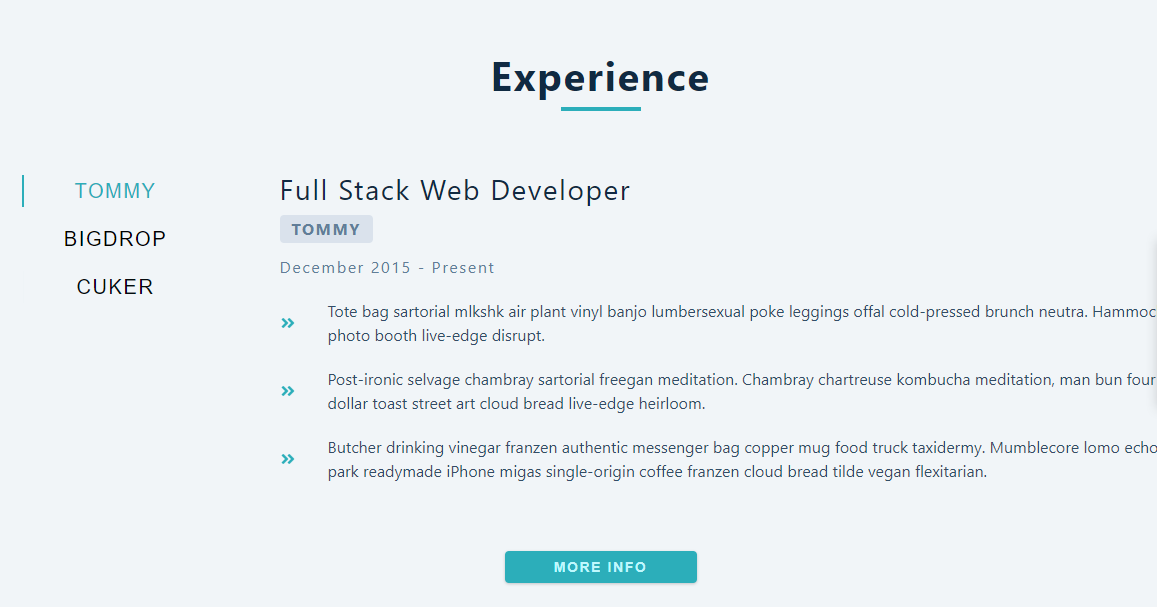 Experience
TOMMY
BIGDROP
CUKER
Full Stack Web Developer
TOMMY
December 2015 - Present
Tote bag sartorial mlkshk air plant vinyl banjo lumbersexual poke leggings offal cold-pressed brunch neutra. Hammoc
photo booth live-edge disrupt.
Post-ironic selvage chambray sartorial freegan meditation. Chambray chartreuse kombucha meditation, man bun four
dollar toast street art cloud bread live-edge heirloom.
Butcher drinking vinegar franzen authentic messenger bag copper mug food truck taxidermy. Mumblecore lomo echo
park readymade iPhone migas single-origin coffee franzen cloud bread tilde vegan flexitarian.
MORE INFO